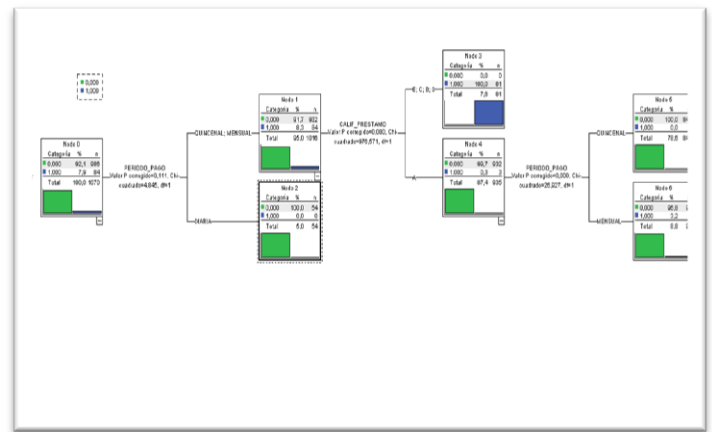 0,000
1,000
Nodo 0
Categoría % n
0,000 92,1 986
1,000 7,9 84
Total 100,0 1070
PERIODO_PAGO
Valor P corregido=0,111, Chi-
cuadrado=4,845, df=1
QUINCENAL; MENSUAL
DIARIA
Nodo 1
Categoría % n
0,000 91,7 932
1,000 8,3 84
Total 95,0 1016
Nodo 2
Categoría % n
0,000 100,0 54
1,000 0,0 0
Total 5,0 54
CALIF_PRESTAMO
Valor P corregido=0,000, Chi-
cuadrado=976,571, df=1
A
Nodo 3
Categoría % n
0,000 0,0 0
1,000 100,0 81
Total 7,6 81
Nodo 4
Categoría % n
0,000 99,7 932
1,000 0,3 3
Total 87,4 935
PERIODO_PAGO
Valor P corregido=0,000, Chi-
cuadrado=25,927, df=1
QUINCENAL
MENSUAL
Categoría %
0,000 100,0
1,000 0,0
Total 78,6
Categoría %
0,000 96,8
1,000 3,2
Total 8,8